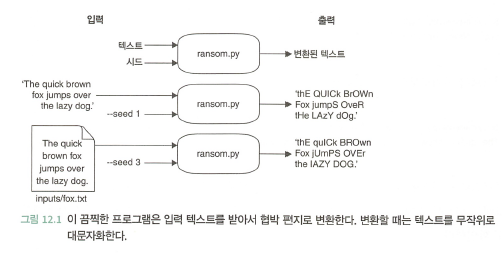 입력
출력
텍스트
시드
ransom.py
변환된 텍스트
'The quick brown
fox jumps over
the lazy dog.'
--seed 1
ransom.py
'thE QUICk BrOWn
Fox jumpS OveR
tHe LAzY dOg.'
The quick
brown fox
jumps over
the lazy dog.
inputs/fox.txt
--seed 3
ransom.py
'thE quICk BROwn
Fox jUmPS OVEr
the lAZY DOG.'
그림 12.1 이 끔찍한 프로그램은 입력 텍스트를 받아서 협박 편지로 변환한다. 변환할 때는 텍스트를 무작위로
대문자화한다.